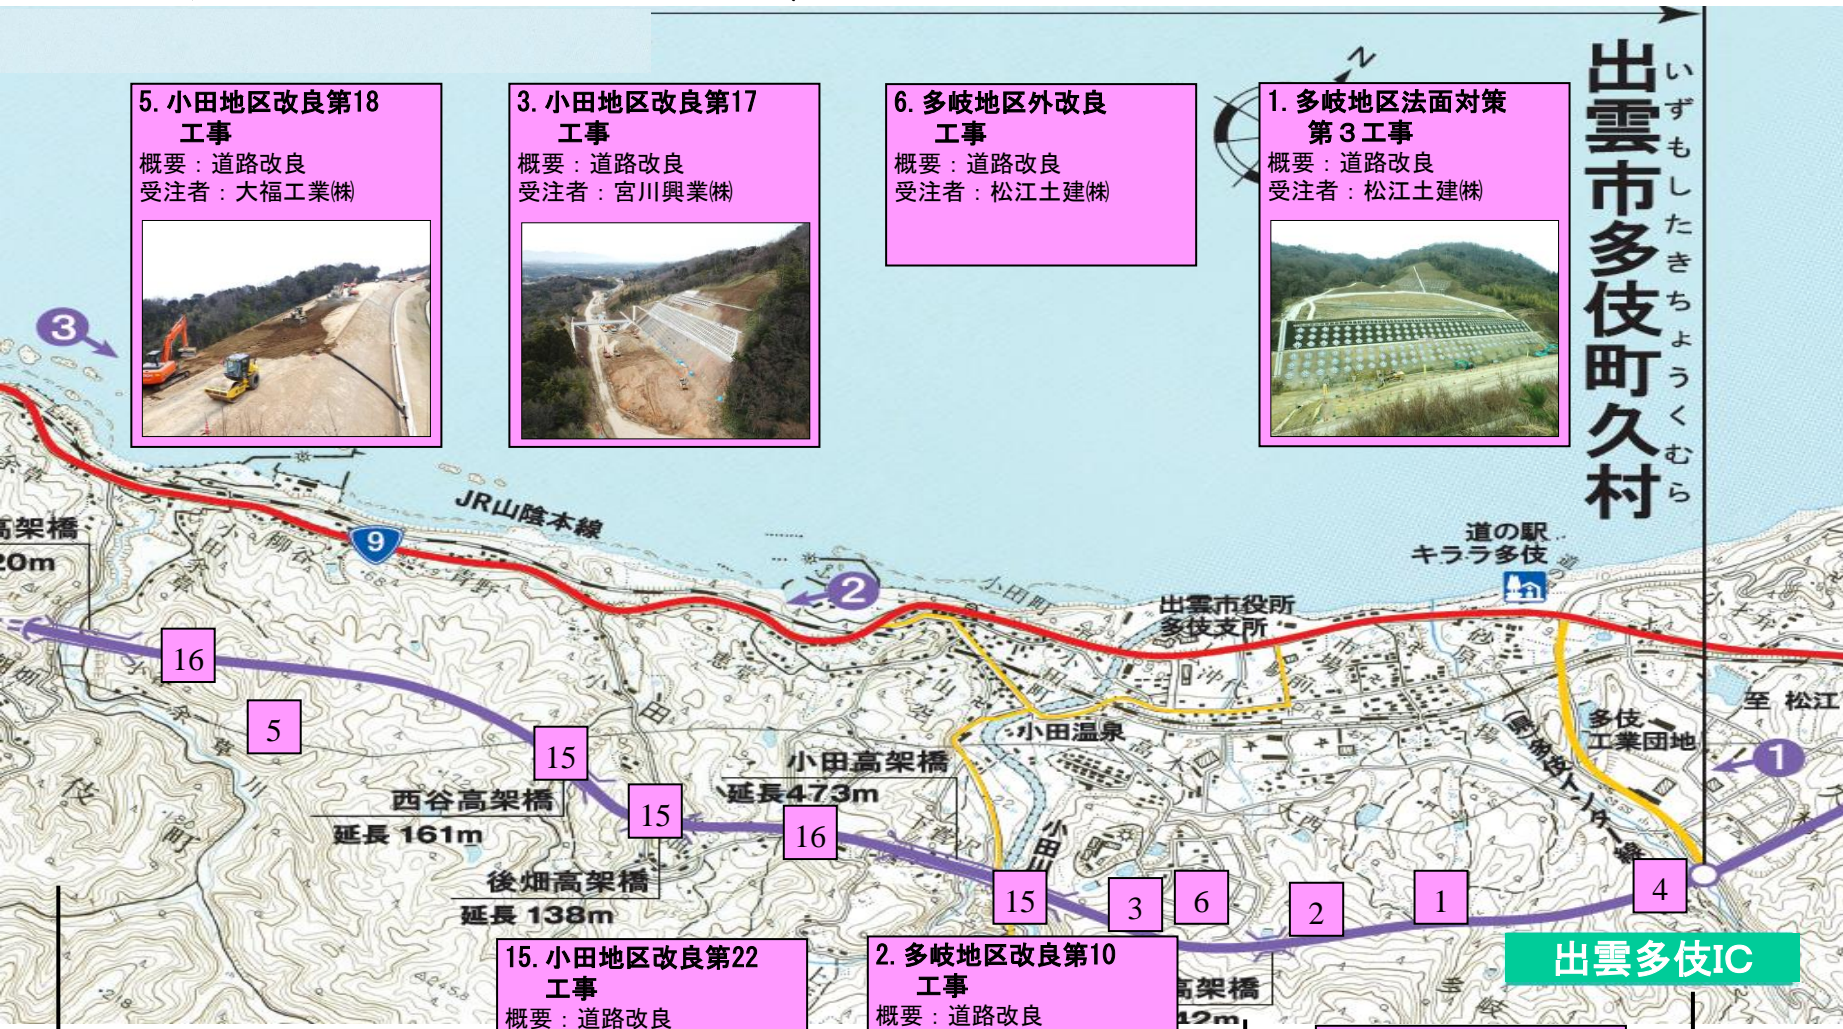 5. 小田地区改良第18
工事
概要：道路改良
受注者：大福工業㈱
3. 小田地区改良第17
工事
概要：道路改良
受注者：宮川興業㈱
6. 多岐地区外改良
工事
概要：道路改良
受注者：松江土建㈱
1. 多岐地区法面対策
第３工事
概要：道路改良
受注者：松江土建㈱
N
出雲市多伎町久村
いずもしたきちょうくむら
3
JR山陰本線
9
2
小田町
道の駅
キララ多伎
出雲市役所
多伎支所
高架橋
20m
柳谷
青野
16
5
15
15
16
15
3
6
2
1
4
小田温泉
小田高架橋
延長473m
西谷高架橋
延長 161m
後畑高架橋
延長 138m
多伎
工業団地
至 松江
1
出雲多伎IC
高架橋
42m
15. 小田地区改良第22
工事
概要：道路改良
2. 多岐地区改良第10
工事
概要：道路改良